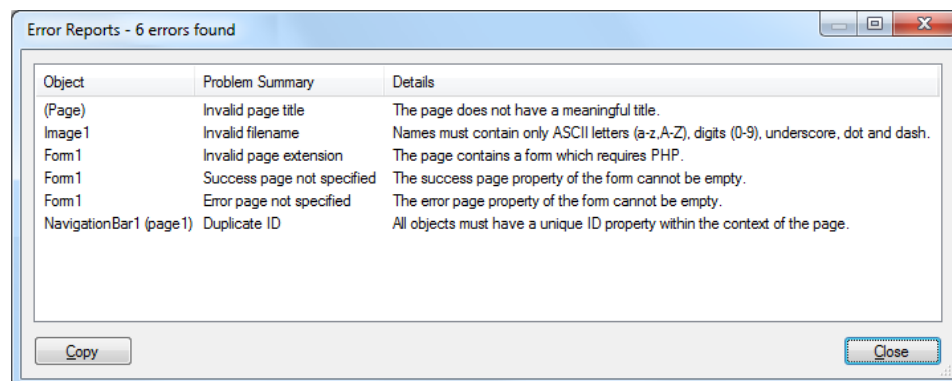 Error Reports - 6 errors found
Object Problem Summary Details
(Page) Invalid page title The page does not have a meaningful title.
Image1 Invalid filename Names must contain only ASCII letters (a-z,A-Z), digits (0-9), underscore, dot and dash.
Form1 Invalid page extension The page contains a form which requires PHP.
Form1 Success page not specified The success page property of the form cannot be empty.
Form1 Error page not specified The error page property of the form cannot be empty.
NavigationBar1 (page1) Duplicate ID All objects must have a unique ID property within the context of the page.
Copy Close